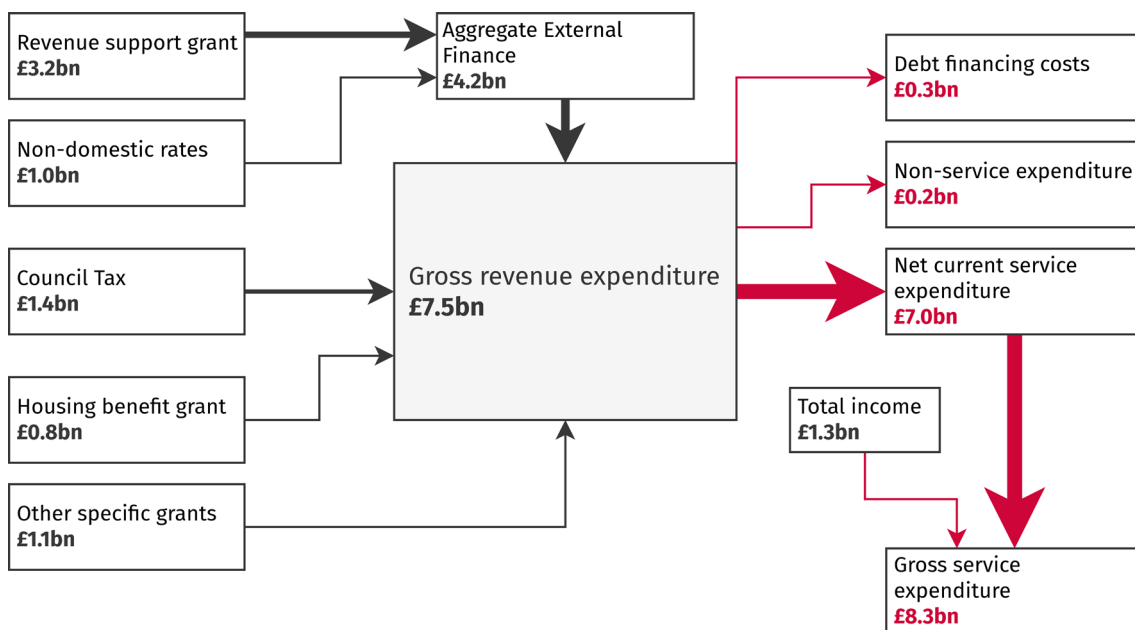 Revenue support grant
£3.2bn
Aggregate External
Finance
£4.2bn
Debt financing costs
£0.3bn
Non-domestic rates
£1.0bn
Non-service expenditure
£0.2bn
Council Tax
£1.4bn
Gross revenue expenditure
£7.5bn
Net current service
expenditure
£7.0bn
Housing benefit grant
£0.8bn
Total income
£1.3bn
Other specific grants
£1.1bn
Gross service
expenditure
£8.3bn